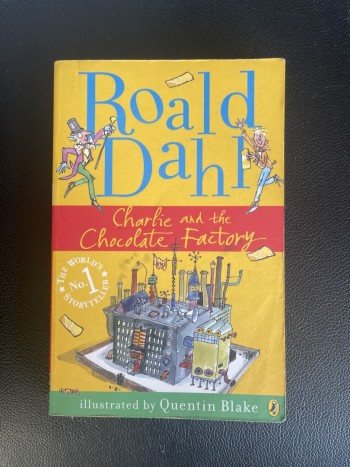 Roald
Dahl
Charlie and the
Chocolate Factory
THE WORLD'S
No. 1
STORYTELLER
illustrated by Quentin Blake